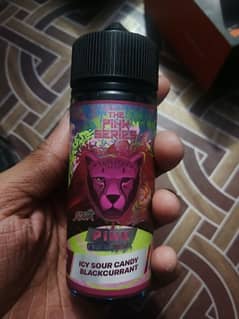 THE
PINK
SERIES
PINK
ICY SOUR CANDY
BLACKCURRANT